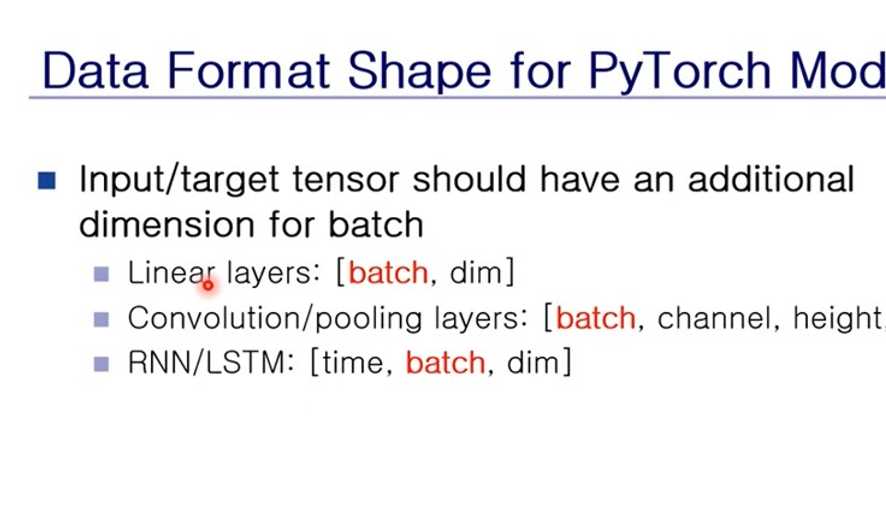 Data Format Shape for PyTorch Mod
Input/target tensor should have an additional
dimension for batch
Linear layers: [batch, dim]
Convolution/pooling layers: [batch, channel, height,
RNN/LSTM: [time, batch, dim]